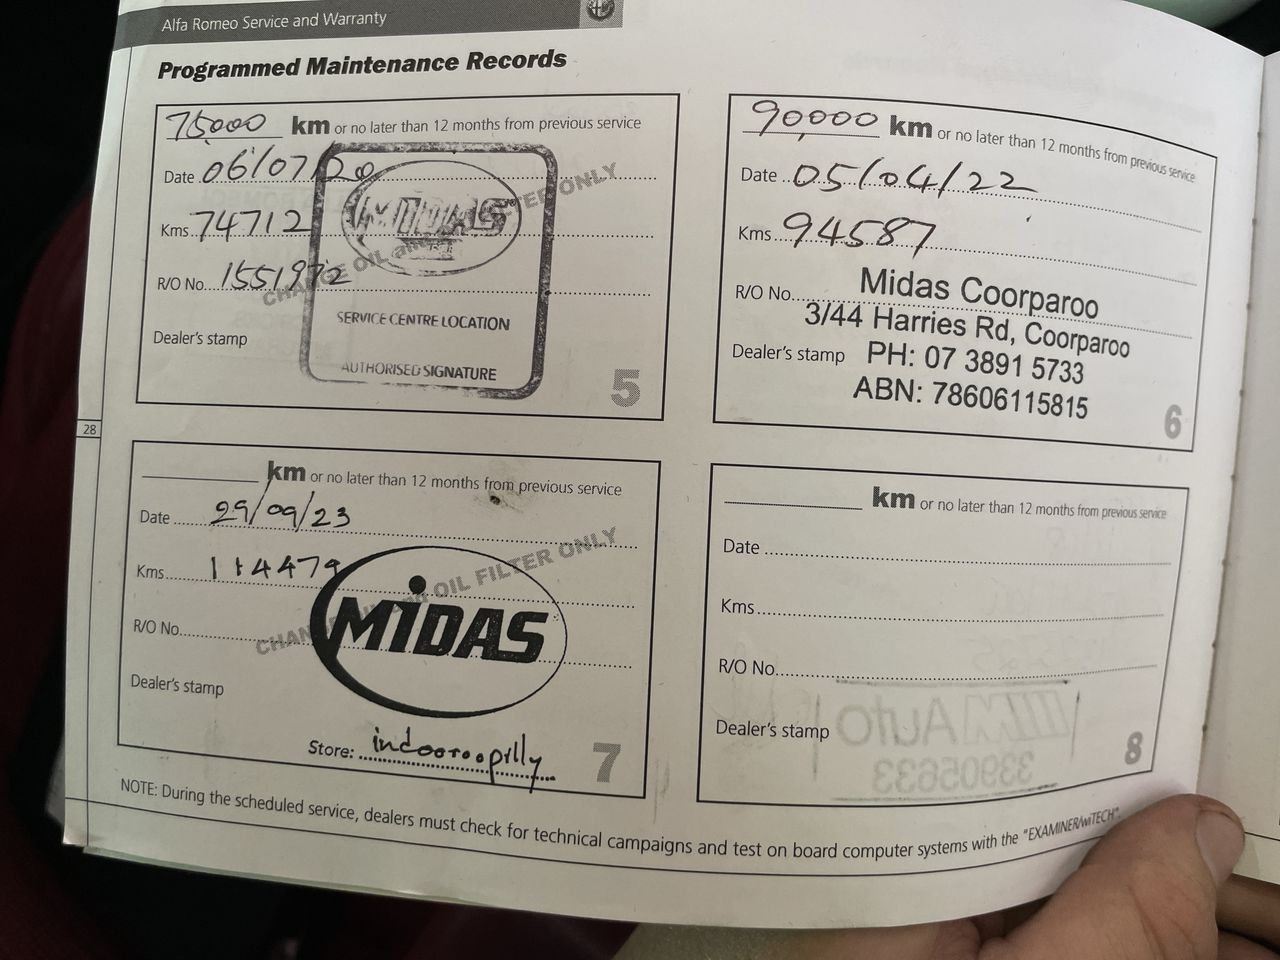 Alfa Romeo Service and Warranty
Programmed Maintenance Records
75,000 km or no later than 12 months from previous service
Date 06/07/20
Kms 74712
R/O No. 1551972
Dealer's stamp
CHANGE OIL and OIL FILTER ONLY
MIDAS
SERVICE CENTRE LOCATION
AUTHORISED SIGNATURE
5
90,000 km or no later than 12 months from previous service
Date 05/04/22
Kms 94587
R/O No.
Dealer's stamp
Midas Coorparoo
3/44 Harries Rd, Coorparoo
PH: 07 3891 5733
ABN: 78606115815
6
28
km or no later than 12 months from previous service
Date 29/09/23
Kms 114479
R/O No.
Dealer's stamp
CHANGE OIL and OIL FILTER ONLY
MIDAS
Store: indooroopilly
7
km or no later than 12 months from previous service
Date
Kms
R/O No.
Dealer's stamp
8
NOTE: During the scheduled service, dealers must check for technical campaigns and test on board computer systems with the "EXAMINER/wiTECH".